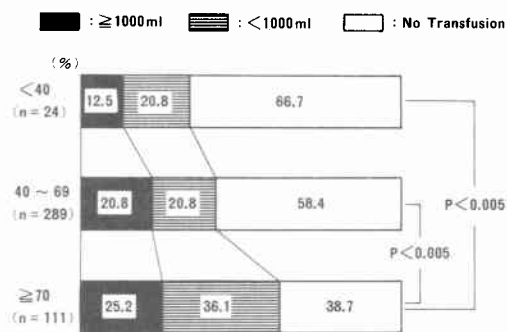 : ≧1000ml : <1000ml : No Transfusion
(%)
<40
(n = 24)
12.5 20.8 66.7
40 ~ 69
(n = 289)
20.8 20.8 58.4
P<0.005
P<0.005
≧70
(n = 111)
25.2 36.1 38.7